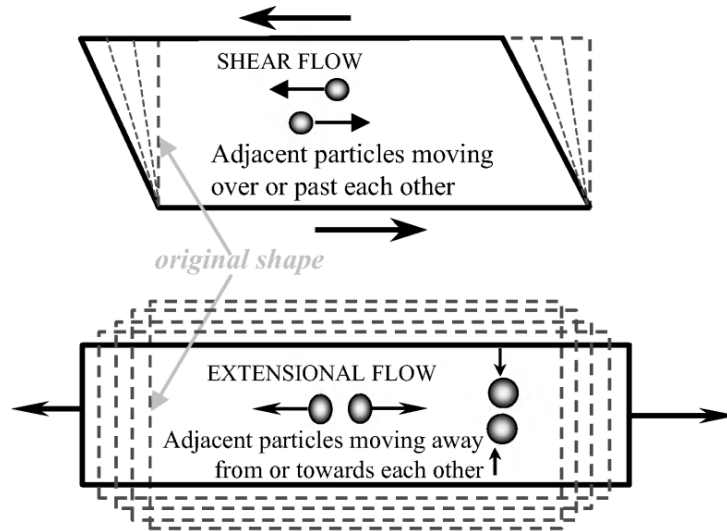 SHEAR FLOW
Adjacent particles moving
over or past each other
original shape
EXTENSIONAL FLOW
Adjacent particles moving away
from or towards each other